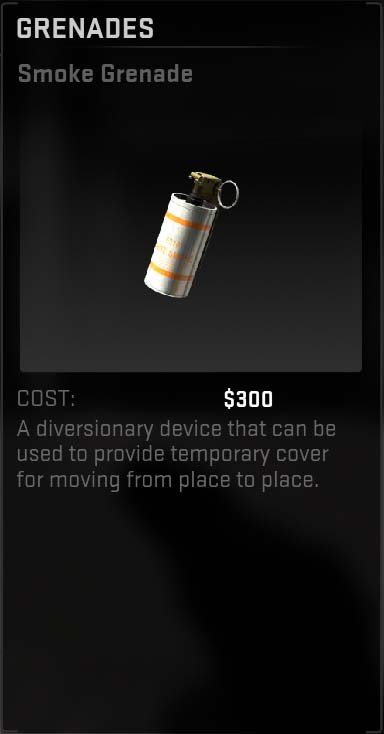 GRENADES
Smoke Grenade
COST: $300
A diversionary device that can be
used to provide temporary cover
for moving from place to place.